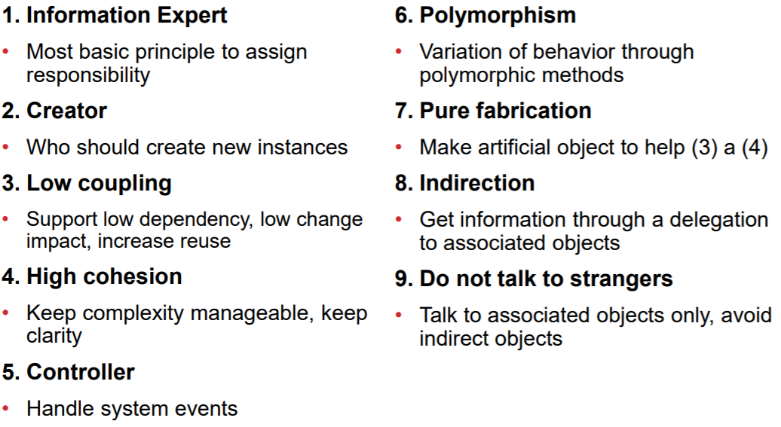 1. Information Expert
• Most basic principle to assign
responsibility
2. Creator
• Who should create new instances
3. Low coupling
• Support low dependency, low change
impact, increase reuse
4. High cohesion
• Keep complexity manageable, keep
clarity
5. Controller
• Handle system events
6. Polymorphism
• Variation of behavior through
polymorphic methods
7. Pure fabrication
• Make artificial object to help (3) a (4)
8. Indirection
• Get information through a delegation
to associated objects
9. Do not talk to strangers
• Talk to associated objects only, avoid
indirect objects